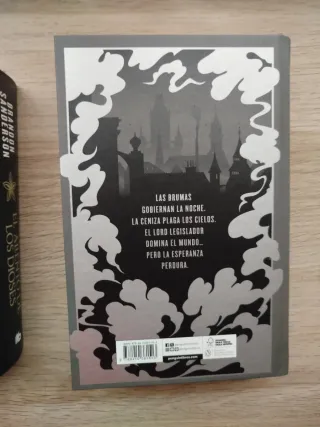 BRANDON
SANDERSON
LOS DIOSES
LAS BRUMAS
GOBIERNAN LA NOCHE.
LA CENIZA PLAGA LOS CIELOS.
EL LORD LEGISLADOR
DOMINA EL MUNDO...
PERO LA ESPERANZA
PERDURA.